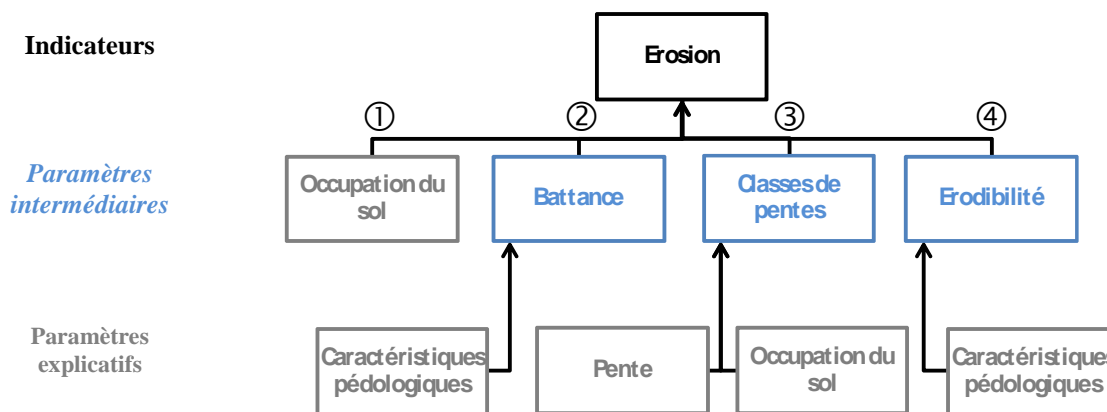 Indicateurs
Erosion
① ② ③ ④
Paramètres
intermédiaires
Occupation du
sol
Battance
Classes de
pentes
Erodibilité
Paramètres
explicatifs
Caractéristiques
pédologiques
Pente
Occupation du
sol
Caractéristiques
pédologiques